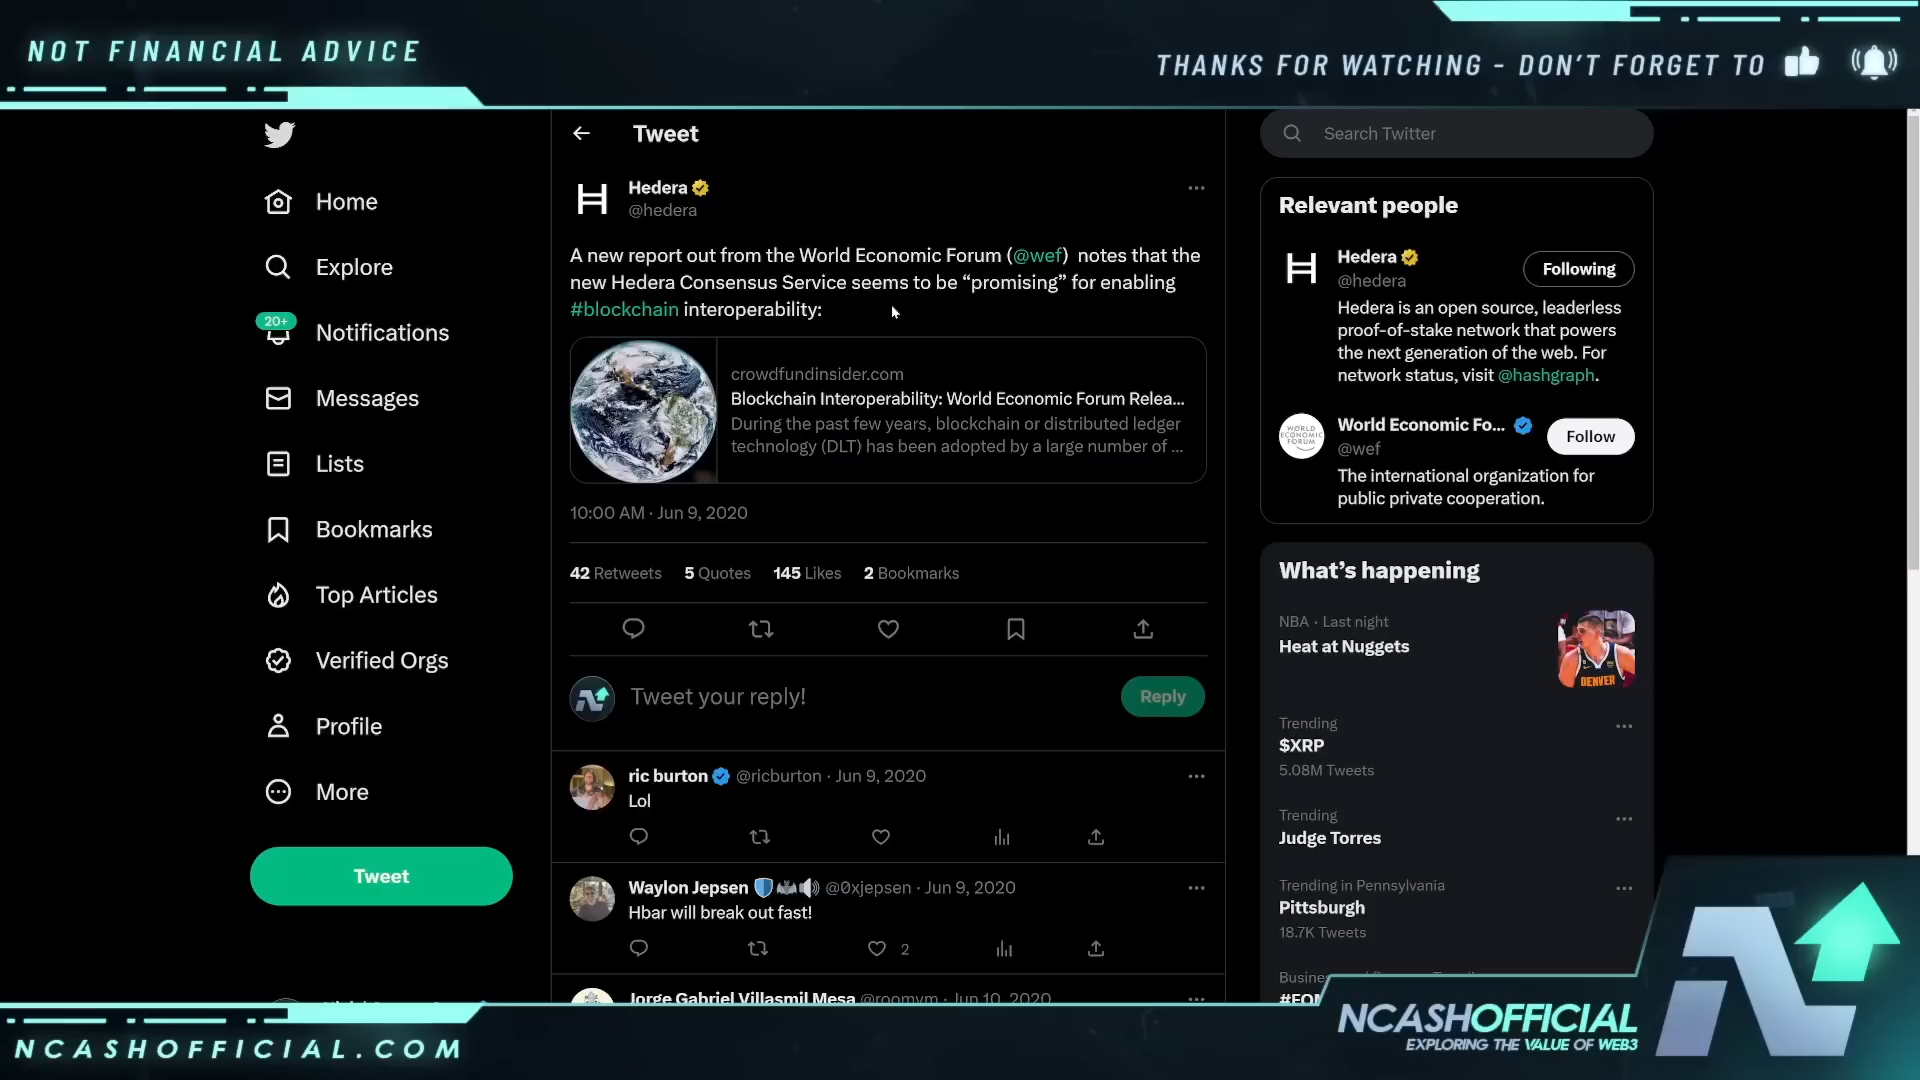 NOT FINANCIAL ADVICE
THANKS FOR WATCHING - DON'T FORGET TO
Home
Explore
20+
Notifications
Messages
Lists
Bookmarks
Top Articles
Verified Orgs
Profile
More
Tweet
Tweet
Hedera
@hedera
A new report out from the World Economic Forum (@wef) notes that the
new Hedera Consensus Service seems to be “promising” for enabling
#blockchain interoperability:
crowdfundinsider.com
Blockchain Interoperability: World Economic Forum Relea...
During the past few years, blockchain or distributed ledger
technology (DLT) has been adopted by a large number of ...
10:00 AM · Jun 9, 2020
42 Retweets 5 Quotes 145 Likes 2 Bookmarks
Tweet your reply!
Reply
ric burton @ricburton · Jun 9, 2020
Lol
Waylon Jepsen @0xjepsen · Jun 9, 2020
Hbar will break out fast!
2
Jorge Gabriel Villasmil Mesa @roomvm · Jun 10, 2020
Search Twitter
Relevant people
Hedera
Following
@hedera
Hedera is an open source, leaderless
proof-of-stake network that powers
the next generation of the web. For
network status, visit @hashgraph.
WORLD
ECONOMIC
FORUM
World Economic Fo...
Follow
@wef
The international organization for
public private cooperation.
What’s happening
NBA · Last night
Heat at Nuggets
DENVER
Trending
$XRP
5.08M Tweets
Trending
Judge Torres
Trending in Pennsylvania
Pittsburgh
18.7K Tweets
NCASHOFFICIAL.COM
NCASHOFFICIAL
EXPLORING THE VALUE OF WEB3